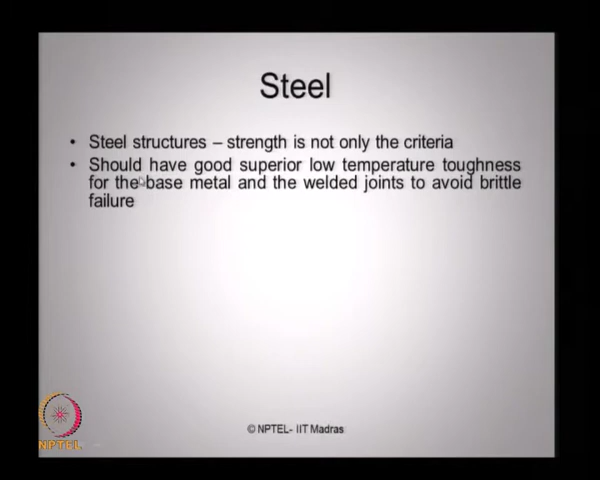 Steel
• Steel structures – strength is not only the criteria
• Should have good superior low temperature toughness
for the base metal and the welded joints to avoid brittle
failure
© NPTEL- IIT Madras
NPTEL